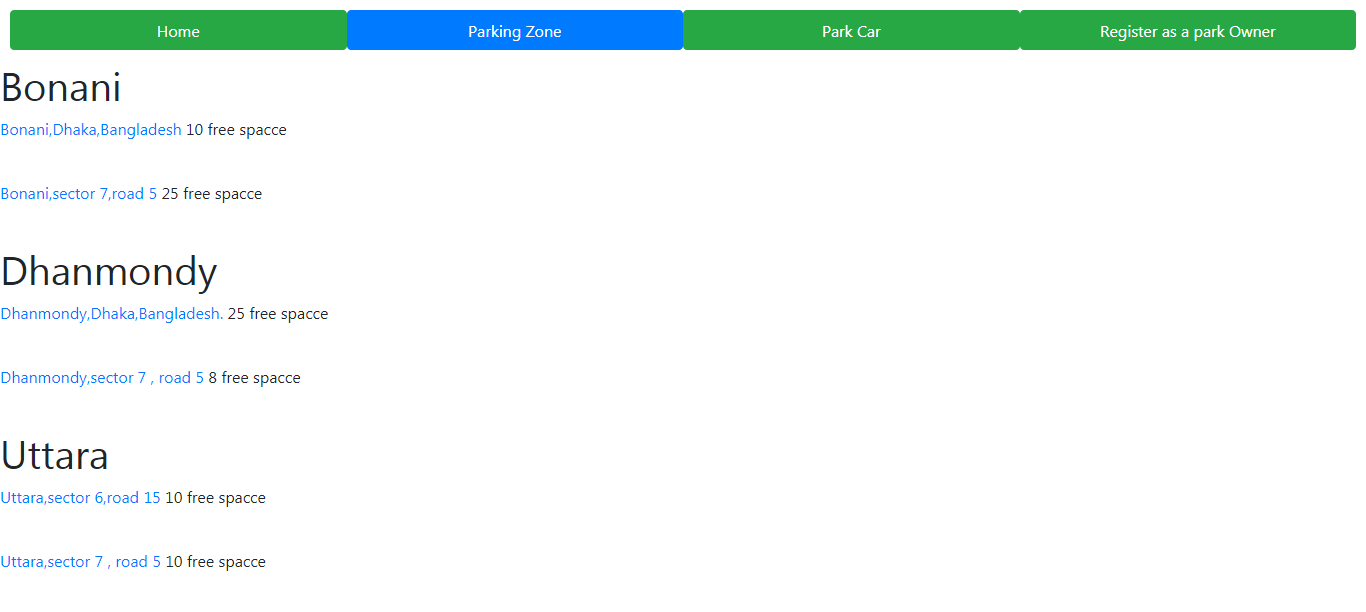 Home Parking Zone Park Car Register as a park Owner
Bonani
Bonani,Dhaka,Bangladesh 10 free spacce
Bonani,sector 7,road 5 25 free spacce
Dhanmondy
Dhanmondy,Dhaka,Bangladesh. 25 free spacce
Dhanmondy,sector 7 , road 5 8 free spacce
Uttara
Uttara,sector 6,road 15 10 free spacce
Uttara,sector 7 , road 5 10 free spacce